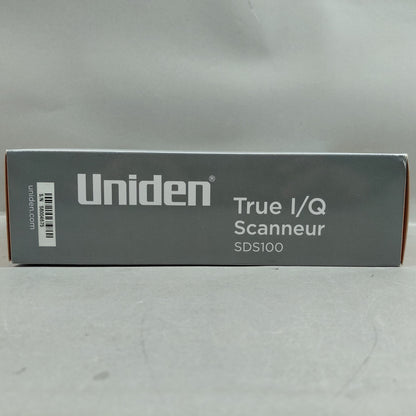 Uniden®
True I/Q
Scanneur
SDS100
uniden.com